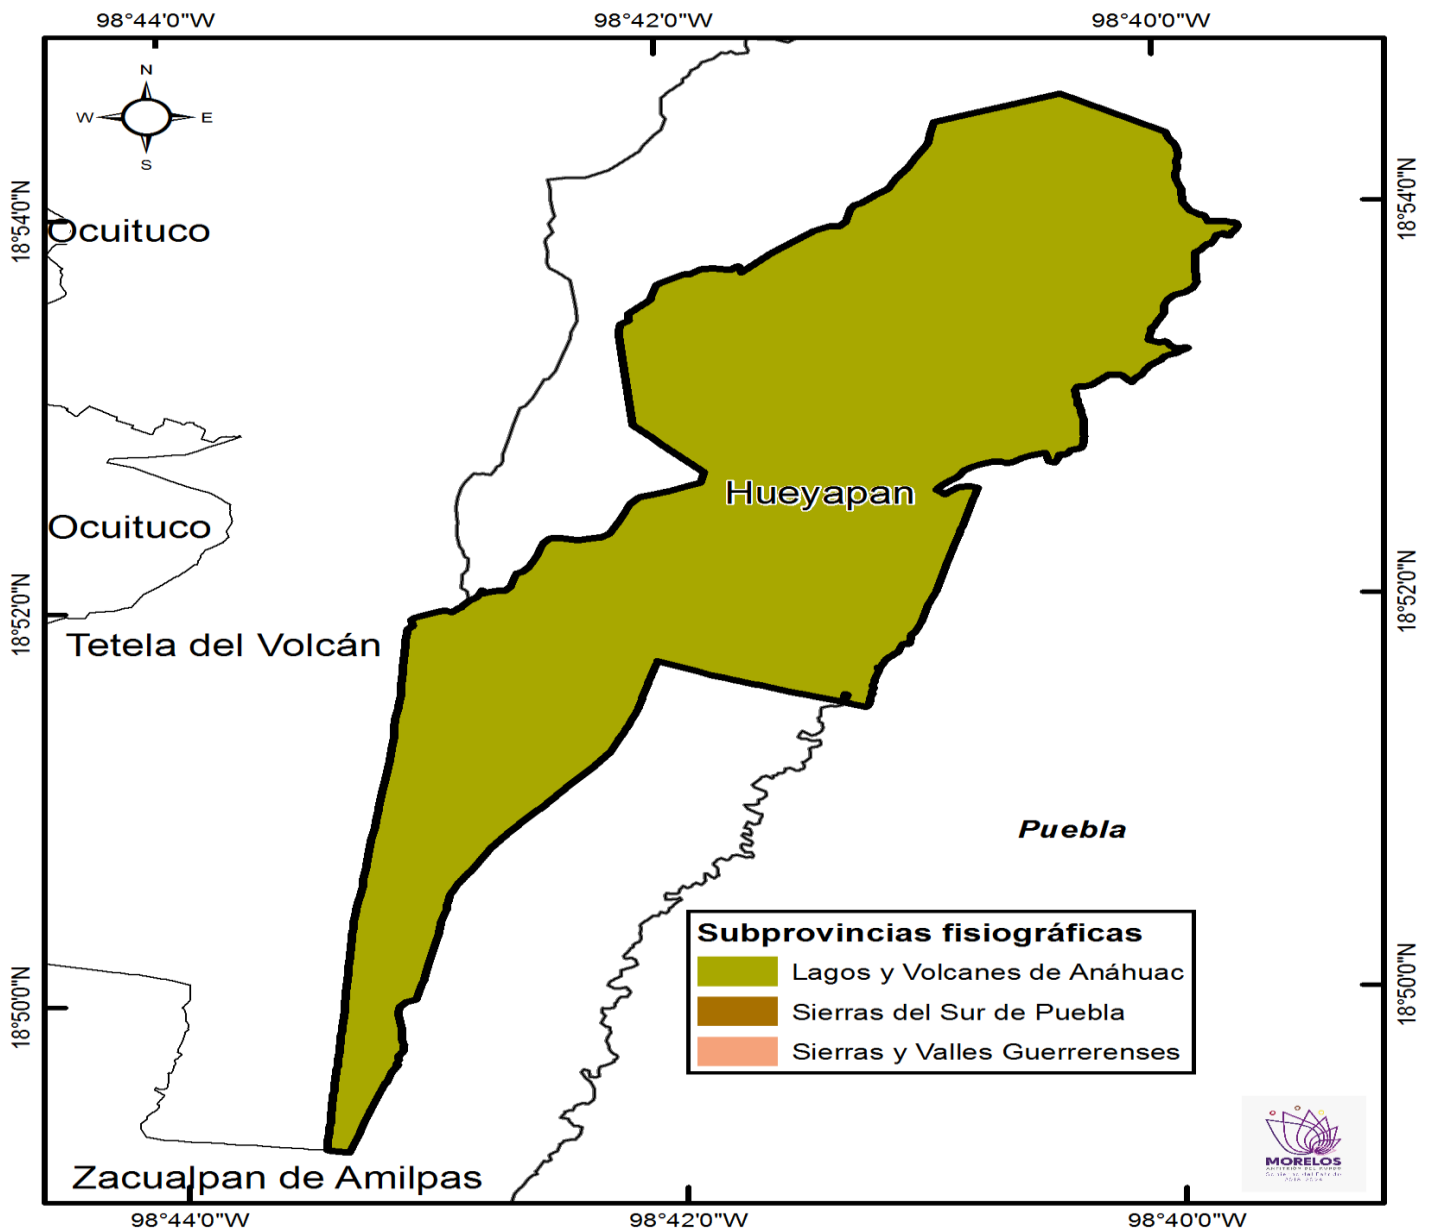 98°44'0"W 98°42'0"W 98°40'0"W
N
W E
S
18°54'0"N 18°54'0"N
Ocuituco
Hueyapan
Ocuituco
18°52'0"N 18°52'0"N
Tetela del Volcán
Puebla
Subprovincias fisiográficas
Lagos y Volcanes de Anáhuac
Sierras del Sur de Puebla
Sierras y Valles Guerrerenses
18°50'0"N 18°50'0"N
MORELOS
Zacualpan de Amilpas
98°44'0"W 98°42'0"W 98°40'0"W